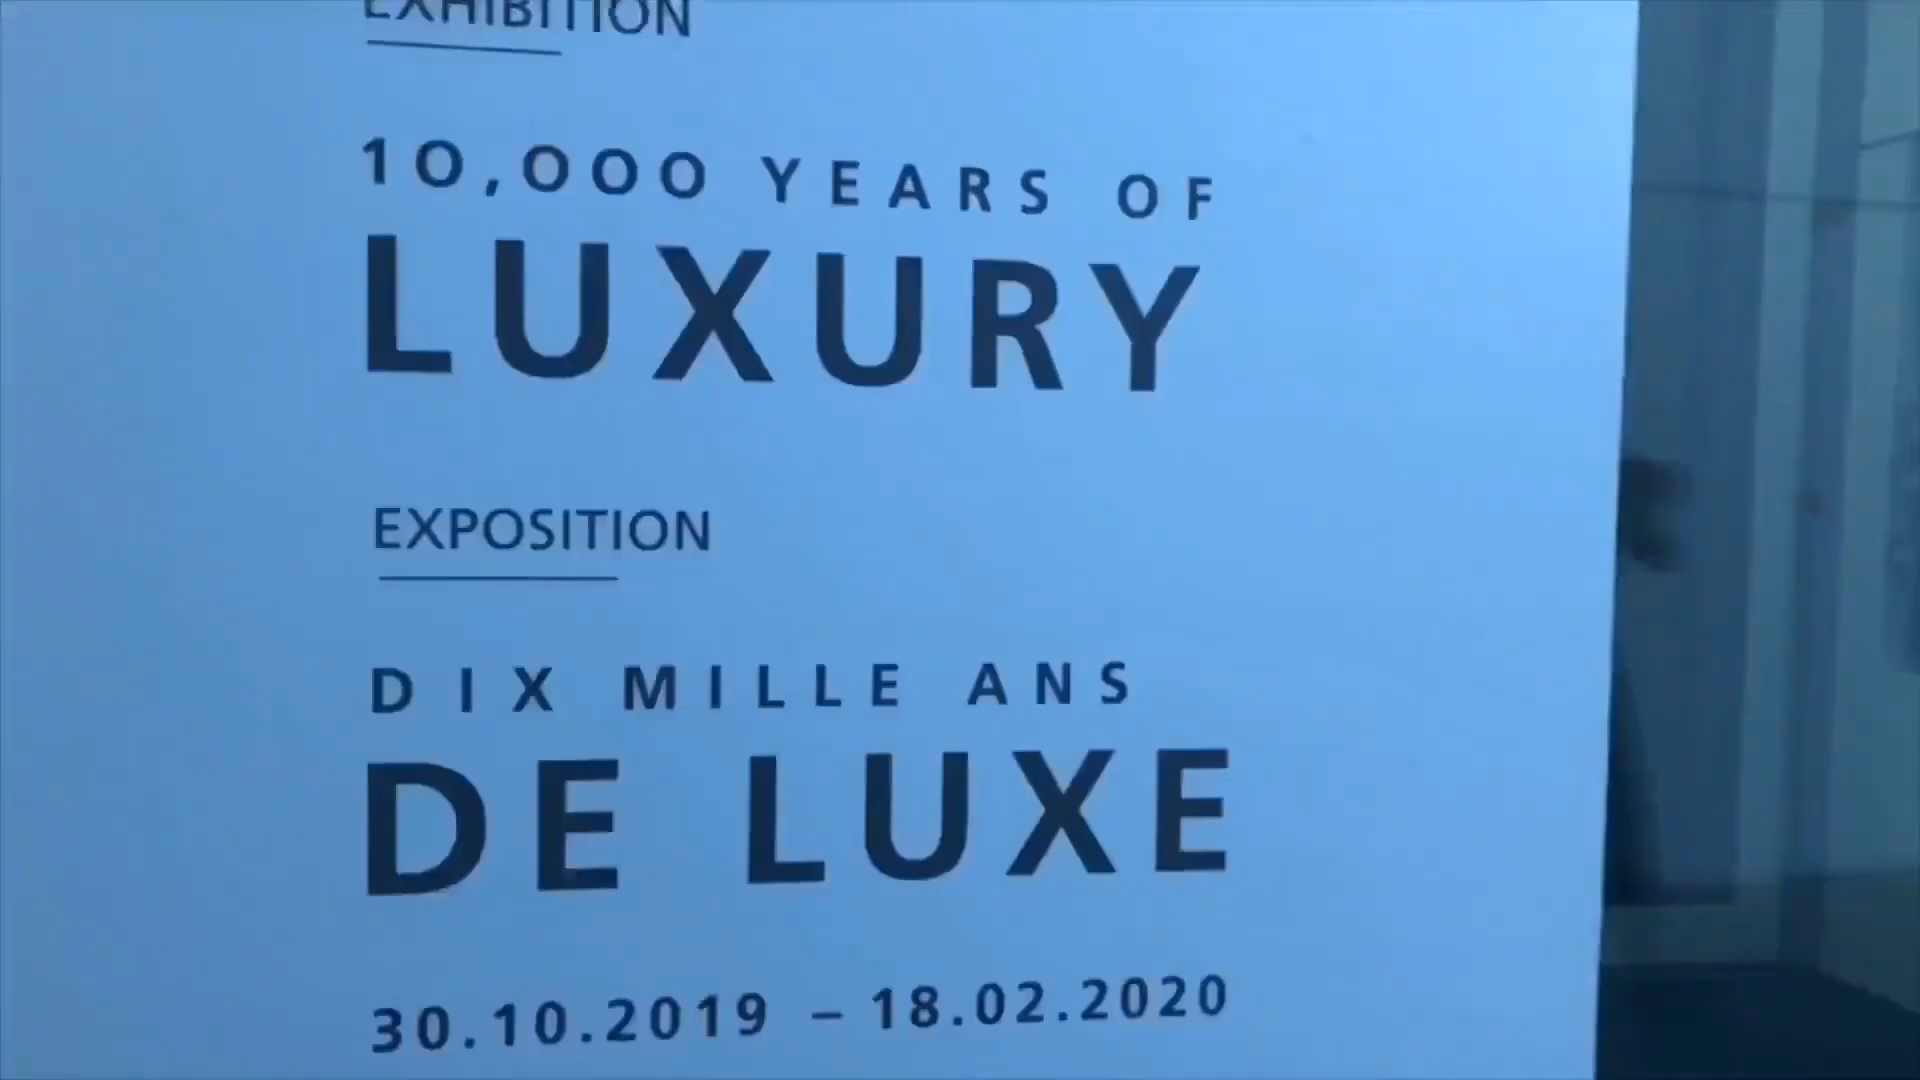 EXHIBITION
10,000 YEARS OF
LUXURY
EXPOSITION
DIX MILLE ANS
DE LUXE
30.10.2019 – 18.02.2020